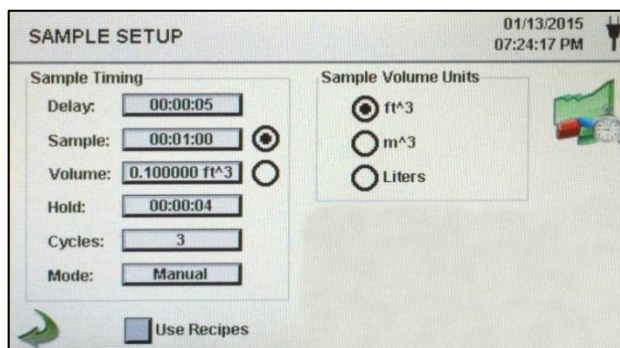 SAMPLE SETUP
01/13/2015
07:24:17 PM
Sample Timing
Delay: 00:00:05
Sample: 00:01:00
Volume: 0.100000 ft^3
Hold: 00:00:04
Cycles: 3
Mode: Manual
Use Recipes
Sample Volume Units
ft^3
m^3
Liters